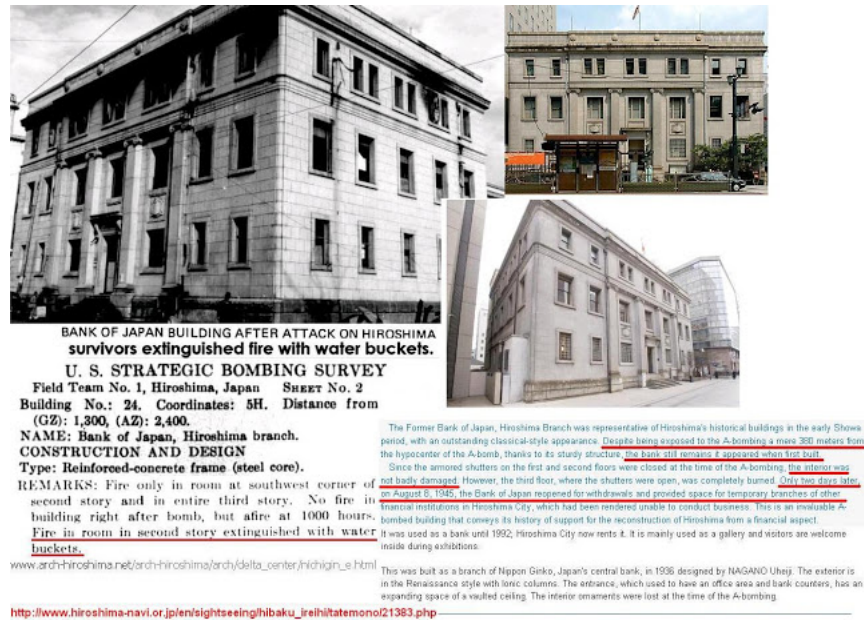 BANK OF JAPAN BUILDING AFTER ATTACK ON HIROSHIMA
survivors extinguished fire with water buckets.
U. S. STRATEGIC BOMBING SURVEY
Field Team No. 1, Hiroshima, Japan SHEET No. 2
Building No.: 24. Coordinates: 5H. Distance from
(GZ): 1,300, (AZ): 2,400.
NAME: Bank of Japan, Hiroshima branch.
CONSTRUCTION AND DESIGN
Type: Reinforced-concrete frame (steel core).
REMARKS: Fire only in room at southwest corner of
second story and in entire third story. No fire in
building right after bomb, but afire at 1000 hours.
Fire in room in second story extinguished with water
buckets.
www.arch-hiroshima.net/arch-hiroshima/arch/delta_center/nichigin_e.html
The Former Bank of Japan, Hiroshima Branch was representative of Hiroshima's historical buildings in the early Showa
period, with an outstanding classical-style appearance. Despite being exposed to the A-bombing a mere 380 meters from
the hypocenter of the A-bomb, thanks to its sturdy structure, the bank still remains it appeared when first built.
Since the armored shutters on the first and second floors were closed at the time of the A-bombing, the interior was
not badly damaged. However, the third floor, where the shutters were open, was completely burned. Only two days later,
on August 8, 1945, the Bank of Japan reopened for withdrawals and provided space for temporary branches of other
financial institutions in Hiroshima City, which had been rendered unable to conduct business. This is an invaluable A-
bombed building that conveys its history of support for the reconstruction of Hiroshima from a financial aspect.
It was used as a bank until 1992; Hiroshima City now rents it. It is mainly used as a gallery and visitors are welcome
inside during exhibitions.
This was built as a branch of Nippon Ginko, Japan's central bank, in 1936 designed by NAGANO Uheiji. The exterior is
in the Renaissance style with Ionic columns. The entrance, which used to have an office area and bank counters, has an
expanding space of a vaulted ceiling. The interior ornaments were lost at the time of the A-bombing.
http://www.hiroshima-navi.or.jp/en/sightseeing/hibaku_ireihi/tatemono/21383.php